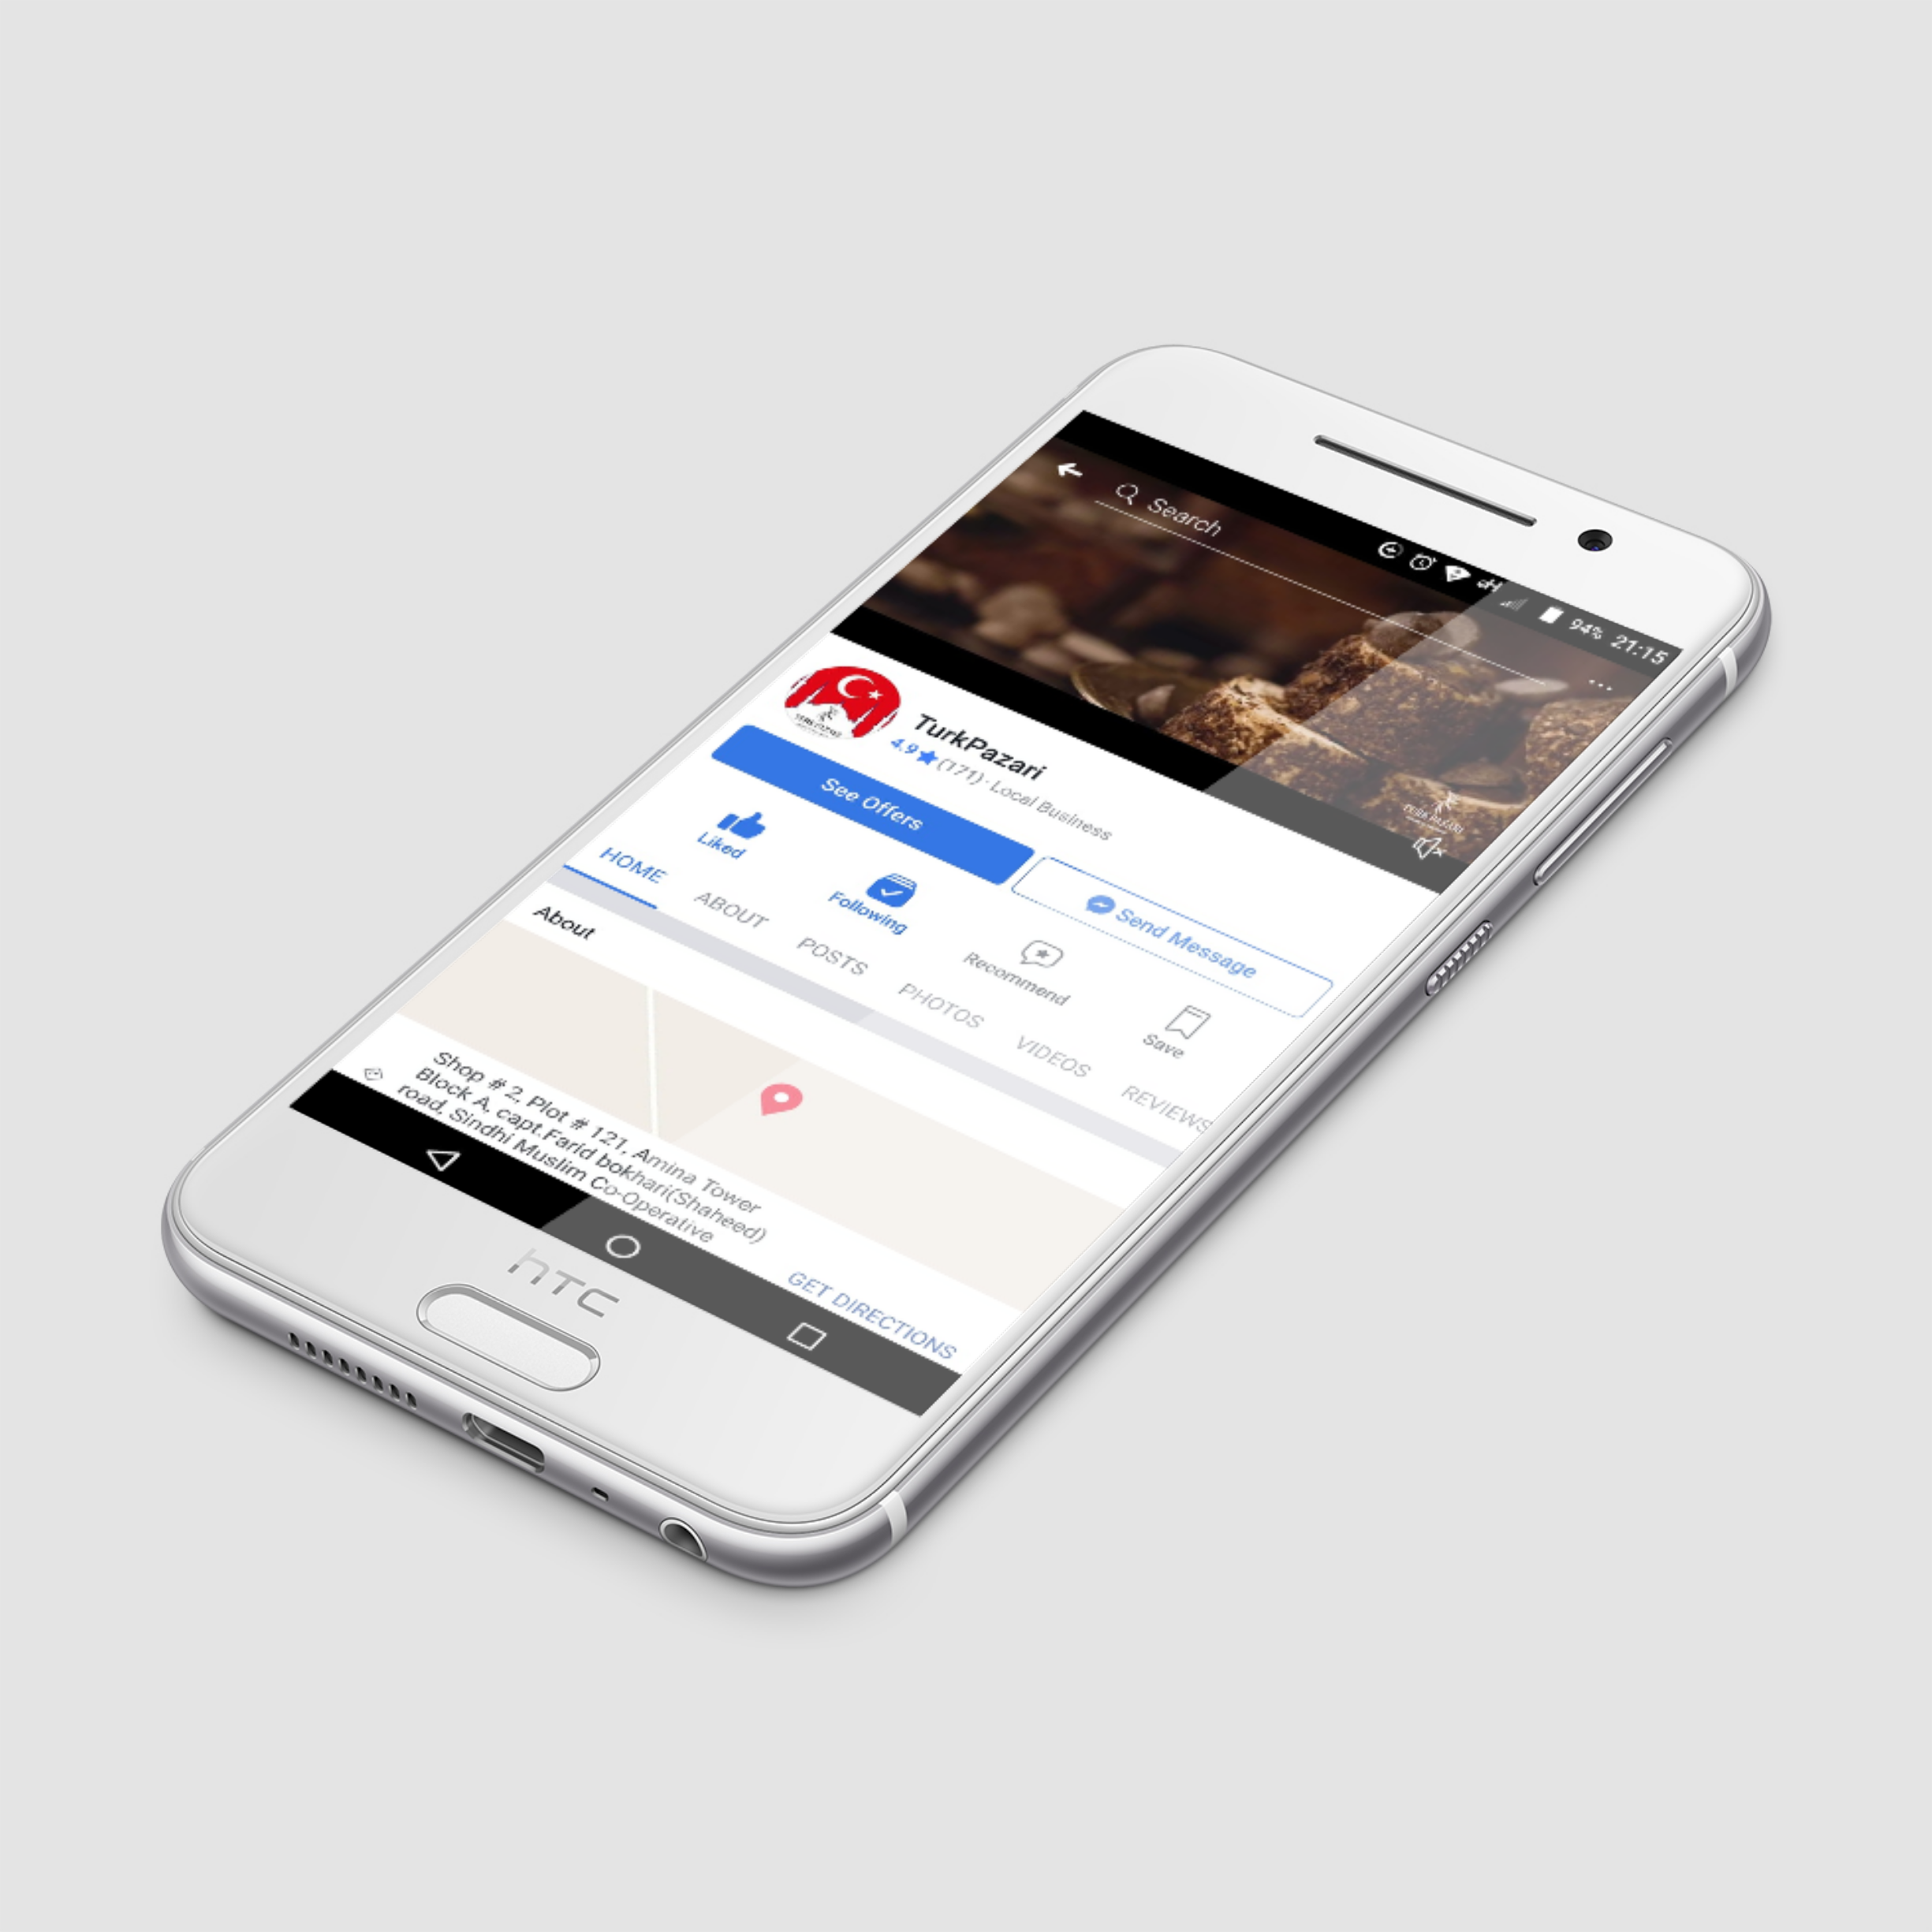 94% 21:15
Search
TURK PAZARI
TurkPazari
4.9★(171) · Local Business
See Offers
Send Message
Liked
Following
Recommend
Save
HOME
ABOUT
POSTS
PHOTOS
VIDEOS
REVIEWS
About
Shop # 2, Plot # 121, Amina Tower
Block A, capt.Farid bokhari(Shaheed)
road, Sindhi Muslim Co-Operative
GET DIRECTIONS
hTC